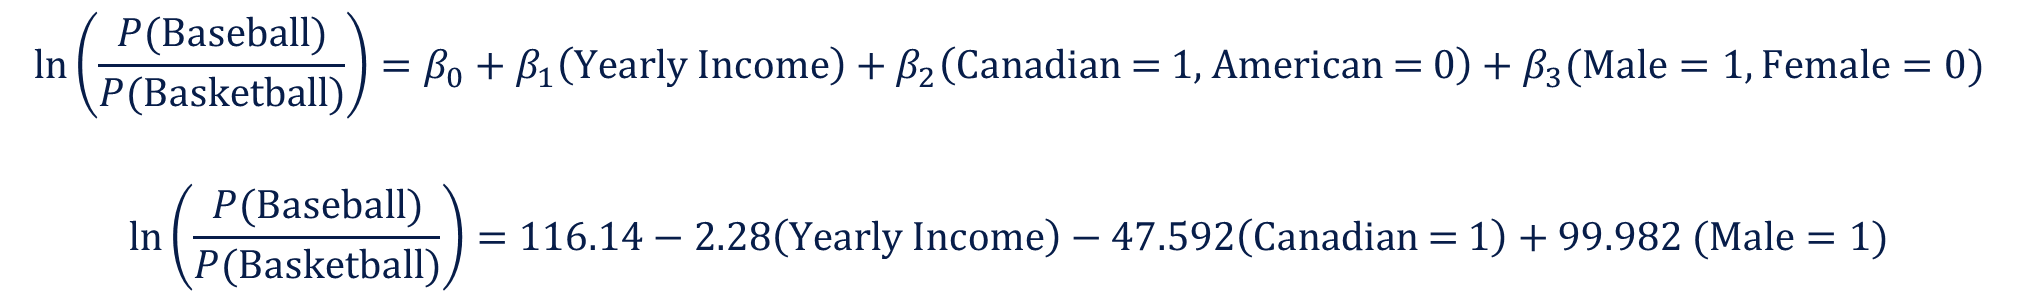 ln(P(Baseball)/P(Basketball)) = β₀ + β₁(Yearly Income) + β₂(Canadian = 1, American = 0) + β₃(Male = 1, Female = 0)
ln(P(Baseball)/P(Basketball)) = 116.14 − 2.28(Yearly Income) − 47.592(Canadian = 1) + 99.982 (Male = 1)